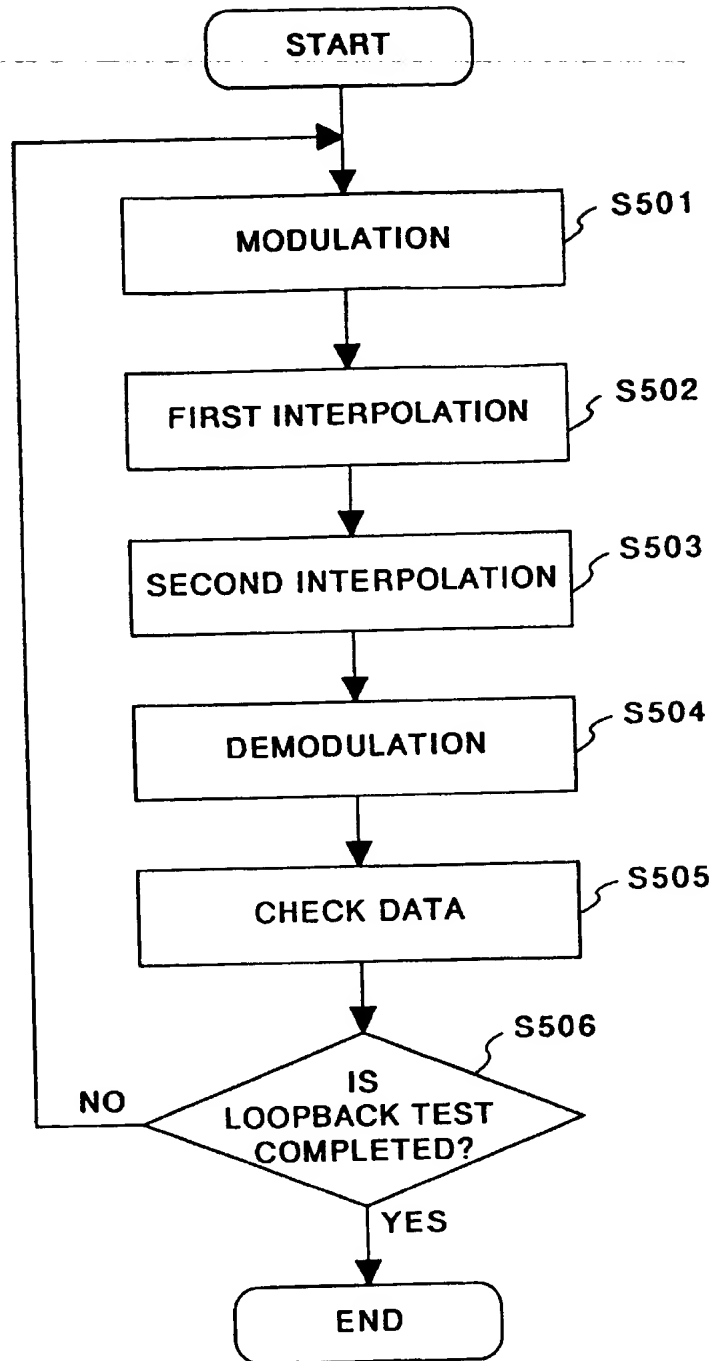 START
MODULATION
S501
FIRST INTERPOLATION
S502
SECOND INTERPOLATION
S503
DEMODULATION
S504
CHECK DATA
S505
IS
LOOPBACK TEST
COMPLETED?
S506
NO
YES
END